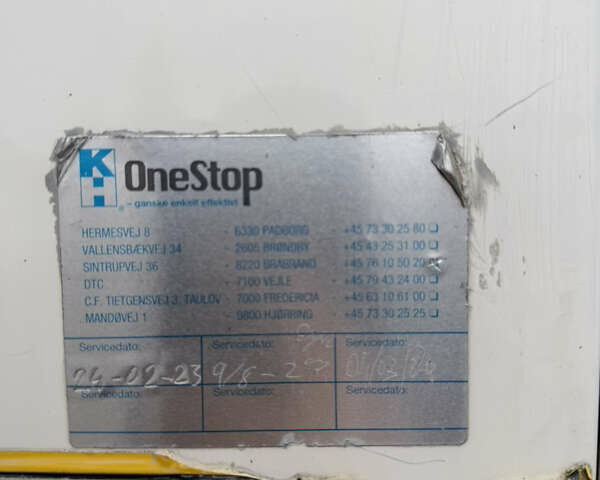 KH OneStop
®
- ganske enkelt effektivt
HERMESVEJ 8 - 6330 PADBORG - +45 73 30 25 80
VALLENSBÆKVEJ 34 - 2605 BRØNDBY - +45 43 25 31 00
SINTRUPVEJ 36 - 8220 BRABRAND - +45 76 10 50 20
DTC - 7100 VEJLE - +45 79 43 24 00
C.F. TIETGENSVEJ 3, TAULOV - 7000 FREDERICIA - +45 63 10 61 00
MANDØVEJ 1 - 9800 HJØRRING - +45 73 30 25 25
Servicedato: Servicedato: Servicedato:
24-02-23 9/8-23
Servicedato: Servicedato: Servicedato: